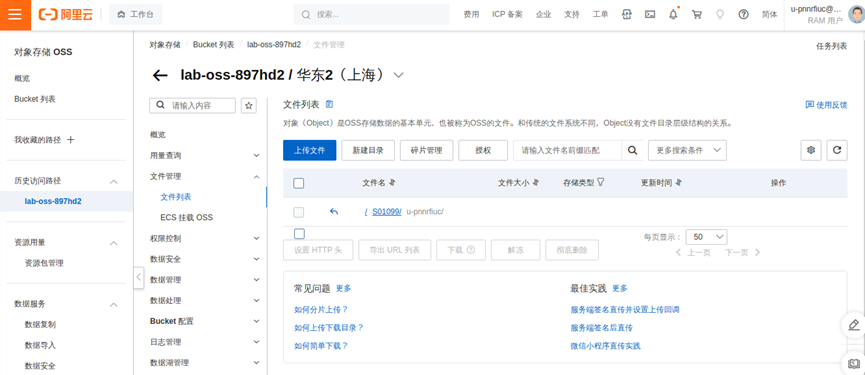 阿里云 工作台 搜索... 费用 ICP 备案 企业 支持 工单 简体 u-pnnrfiuc@...
RAM 用户
对象存储 OSS
概览
Bucket 列表
我收藏的路径
历史访问路径
lab-oss-897hd2
资源用量
资源包管理
数据服务
数据复制
数据导入
数据安全
对象存储 / Bucket 列表 / lab-oss-897hd2 / 文件管理 任务列表
lab-oss-897hd2 / 华东2（上海）
请输入内容
概览
用量查询
文件管理
文件列表
ECS 挂载 OSS
权限控制
数据安全
数据管理
数据处理
Bucket 配置
日志管理
数据湖管理
文件列表 使用反馈
对象（Object）是OSS存储数据的基本单元，也被称为OSS的文件。和传统的文件系统不同，Object没有文件目录层级结构的关系。
上传文件 新建目录 碎片管理 授权 请输入文件名前缀匹配 更多搜索条件
文件名 文件大小 存储类型 更新时间 操作
/ S01099/ u-pnnrfiuc/
每页显示： 50
设置 HTTP 头 导出 URL 列表 下载 解冻 彻底删除 上一页 下一页
常见问题 更多
如何分片上传？
如何上传下载目录？
如何简单下载？
最佳实践 更多
服务端签名直传并设置上传回调
服务端签名后直传
微信小程序直传实践